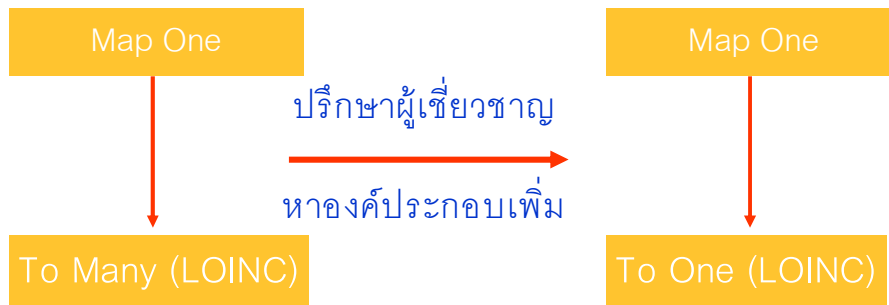 Map One
Map One
ปรึกษาผู้เชี่ยวชาญ
หาองค์ประกอบเพิ่ม
To Many (LOINC)
To One (LOINC)